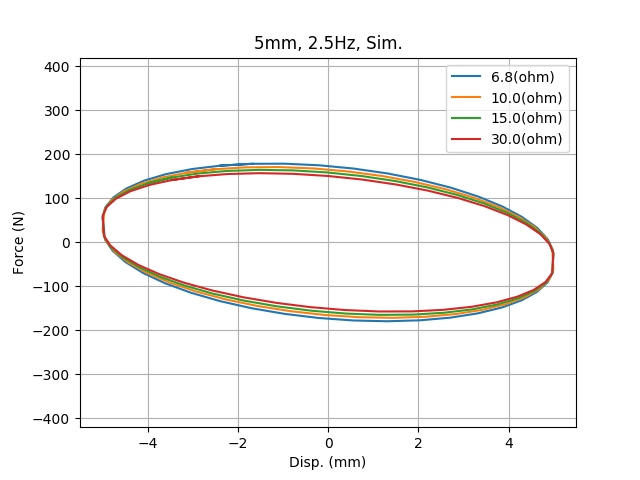 5mm, 2.5Hz, Sim.
6.8(ohm)
10.0(ohm)
15.0(ohm)
30.0(ohm)
400
300
200
100
0
−100
−200
−300
−400
Force (N)
−4 −2 0 2 4
Disp. (mm)